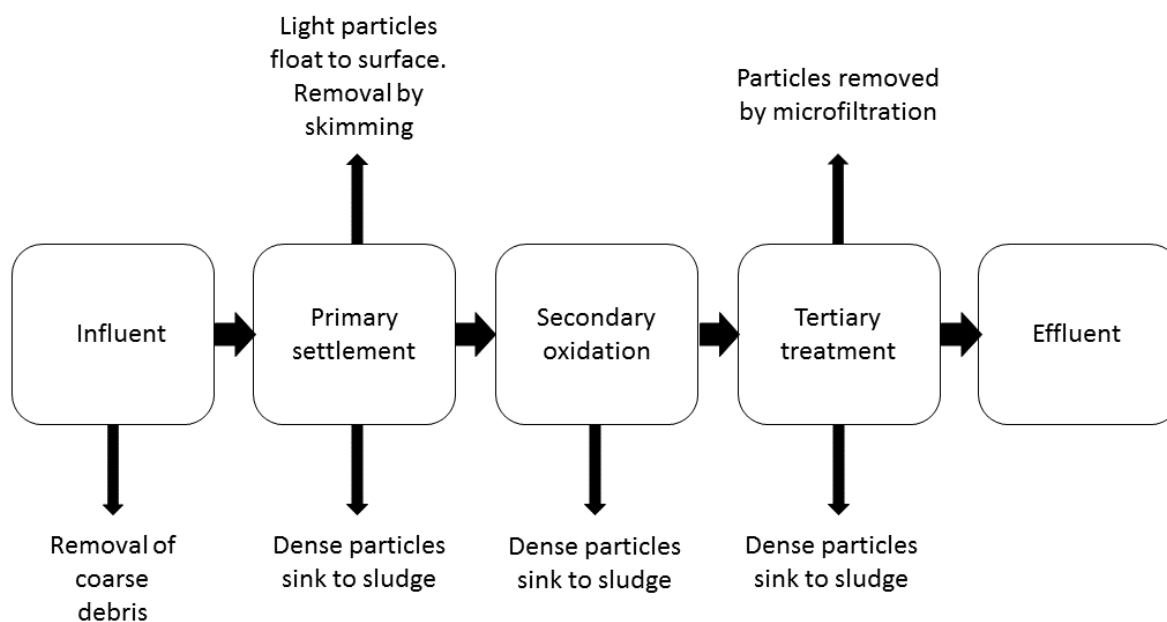 Light particles
float to surface.
Removal by
skimming
Particles removed
by microfiltration
Influent
Primary
settlement
Secondary
oxidation
Tertiary
treatment
Effluent
Removal of
coarse
debris
Dense particles
sink to sludge
Dense particles
sink to sludge
Dense particles
sink to sludge